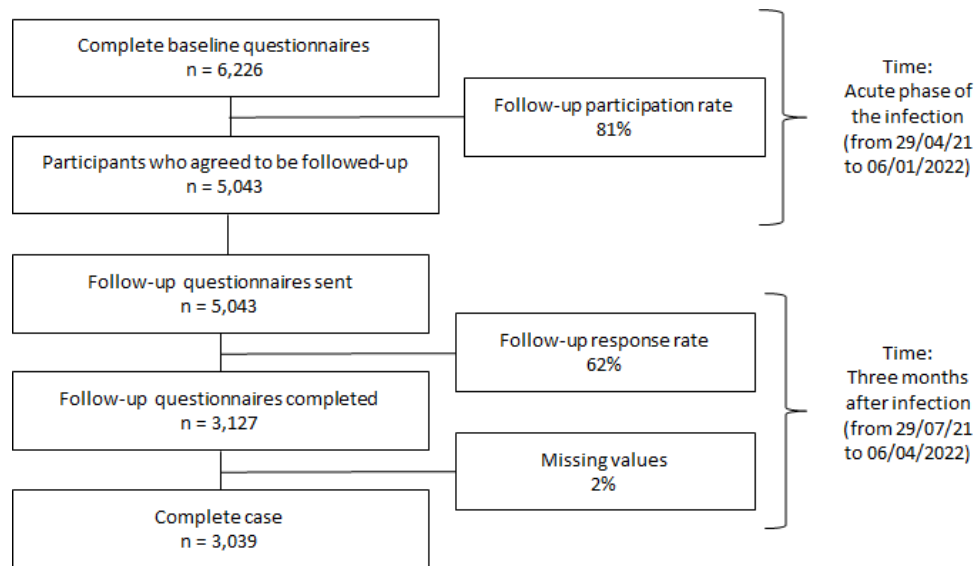 Complete baseline questionnaires
n = 6,226
Follow-up participation rate
81%
Participants who agreed to be followed-up
n = 5,043
Time:
Acute phase of
the infection
(from 29/04/21
to 06/01/2022)
Follow-up questionnaires sent
n = 5,043
Follow-up response rate
62%
Follow-up questionnaires completed
n = 3,127
Missing values
2%
Complete case
n = 3,039
Time:
Three months
after infection
(from 29/07/21
to 06/04/2022)